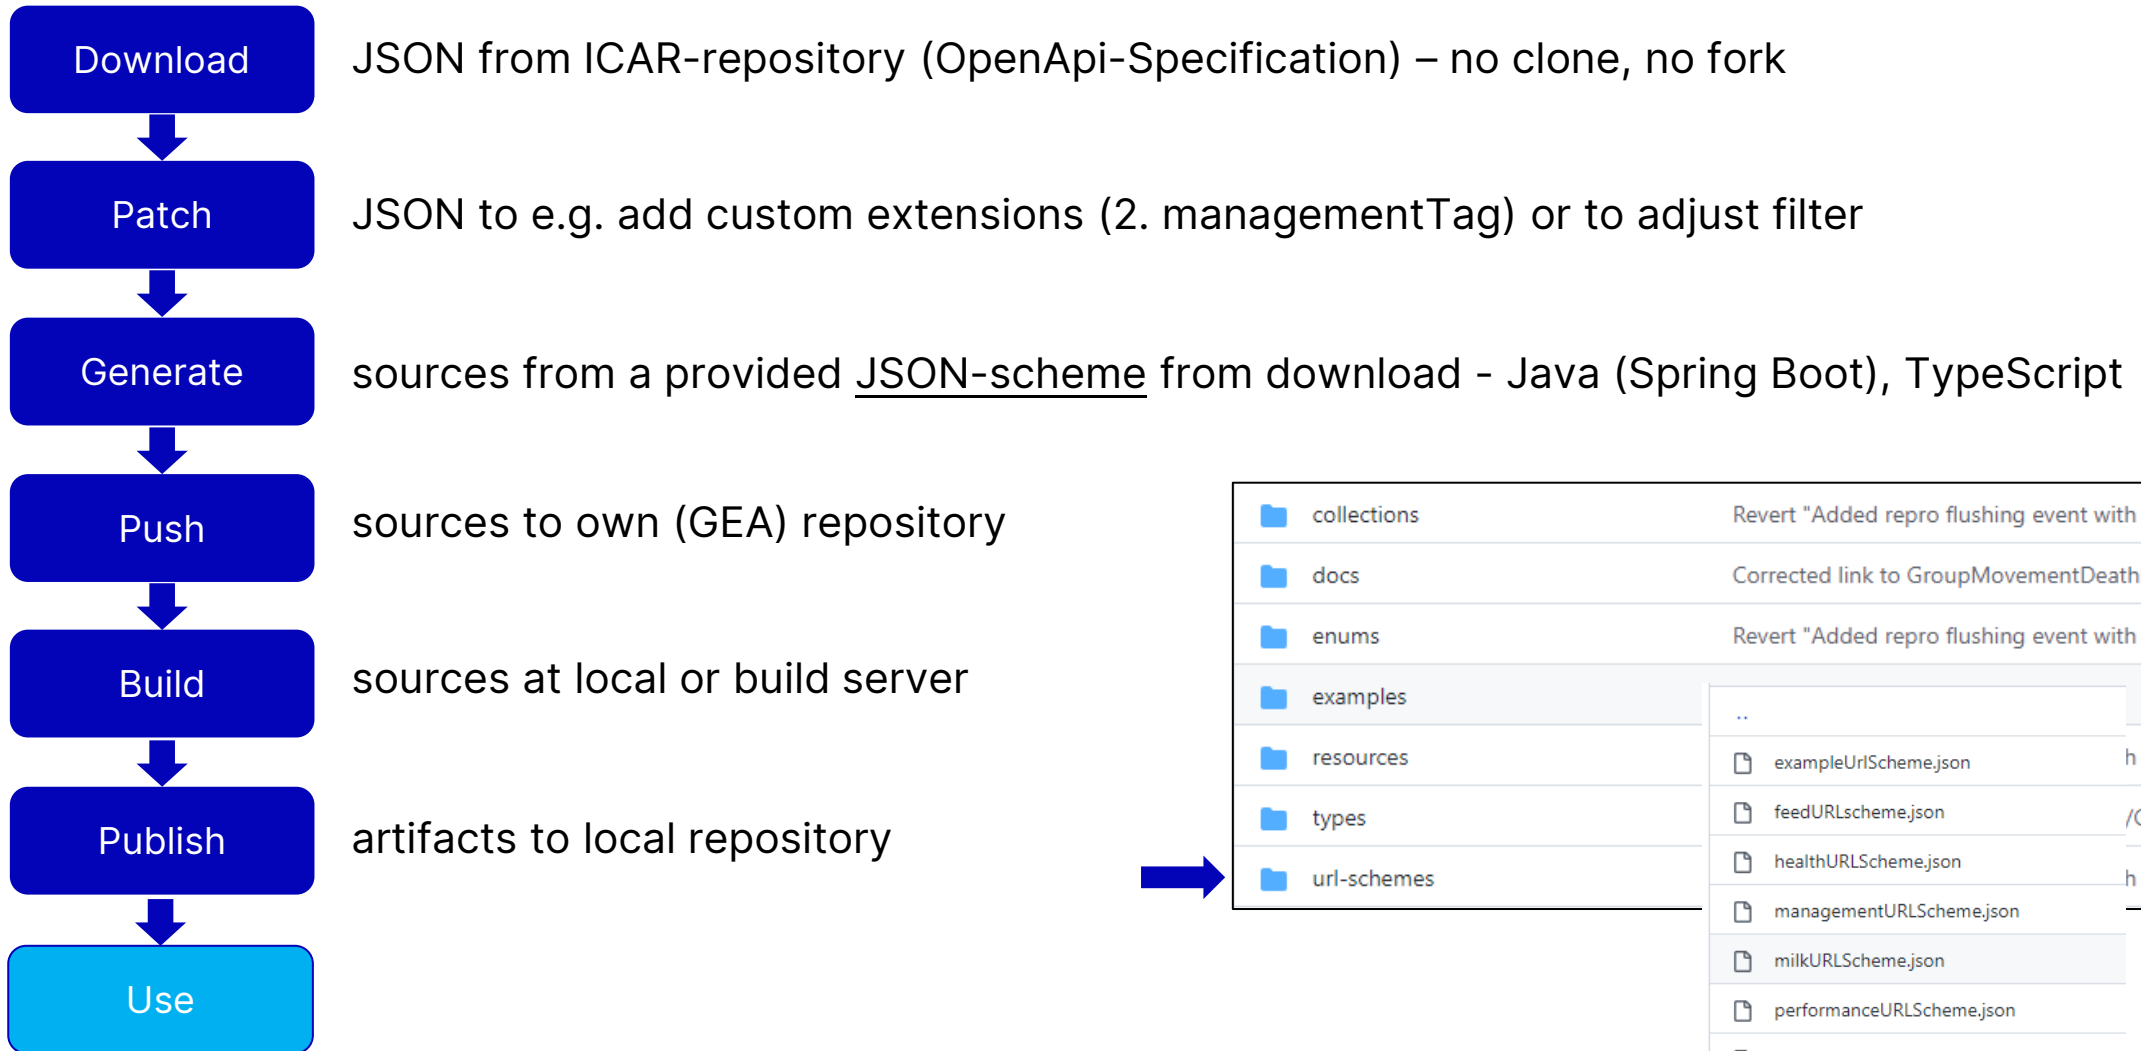 Download
JSON from ICAR-repository (OpenApi-Specification) – no clone, no fork
Patch
JSON to e.g. add custom extensions (2. managementTag) or to adjust filter
Generate
sources from a provided JSON-scheme from download - Java (Spring Boot), TypeScript
Push
sources to own (GEA) repository
Build
sources at local or build server
Publish
artifacts to local repository
Use
collections Revert "Added repro flushing event with
docs Corrected link to GroupMovementDeath
enums Revert "Added repro flushing event with
examples
resources
types
url-schemes
..
exampleUrlScheme.json
feedURLscheme.json
healthURLScheme.json
managementURLScheme.json
milkURLScheme.json
performanceURLScheme.json